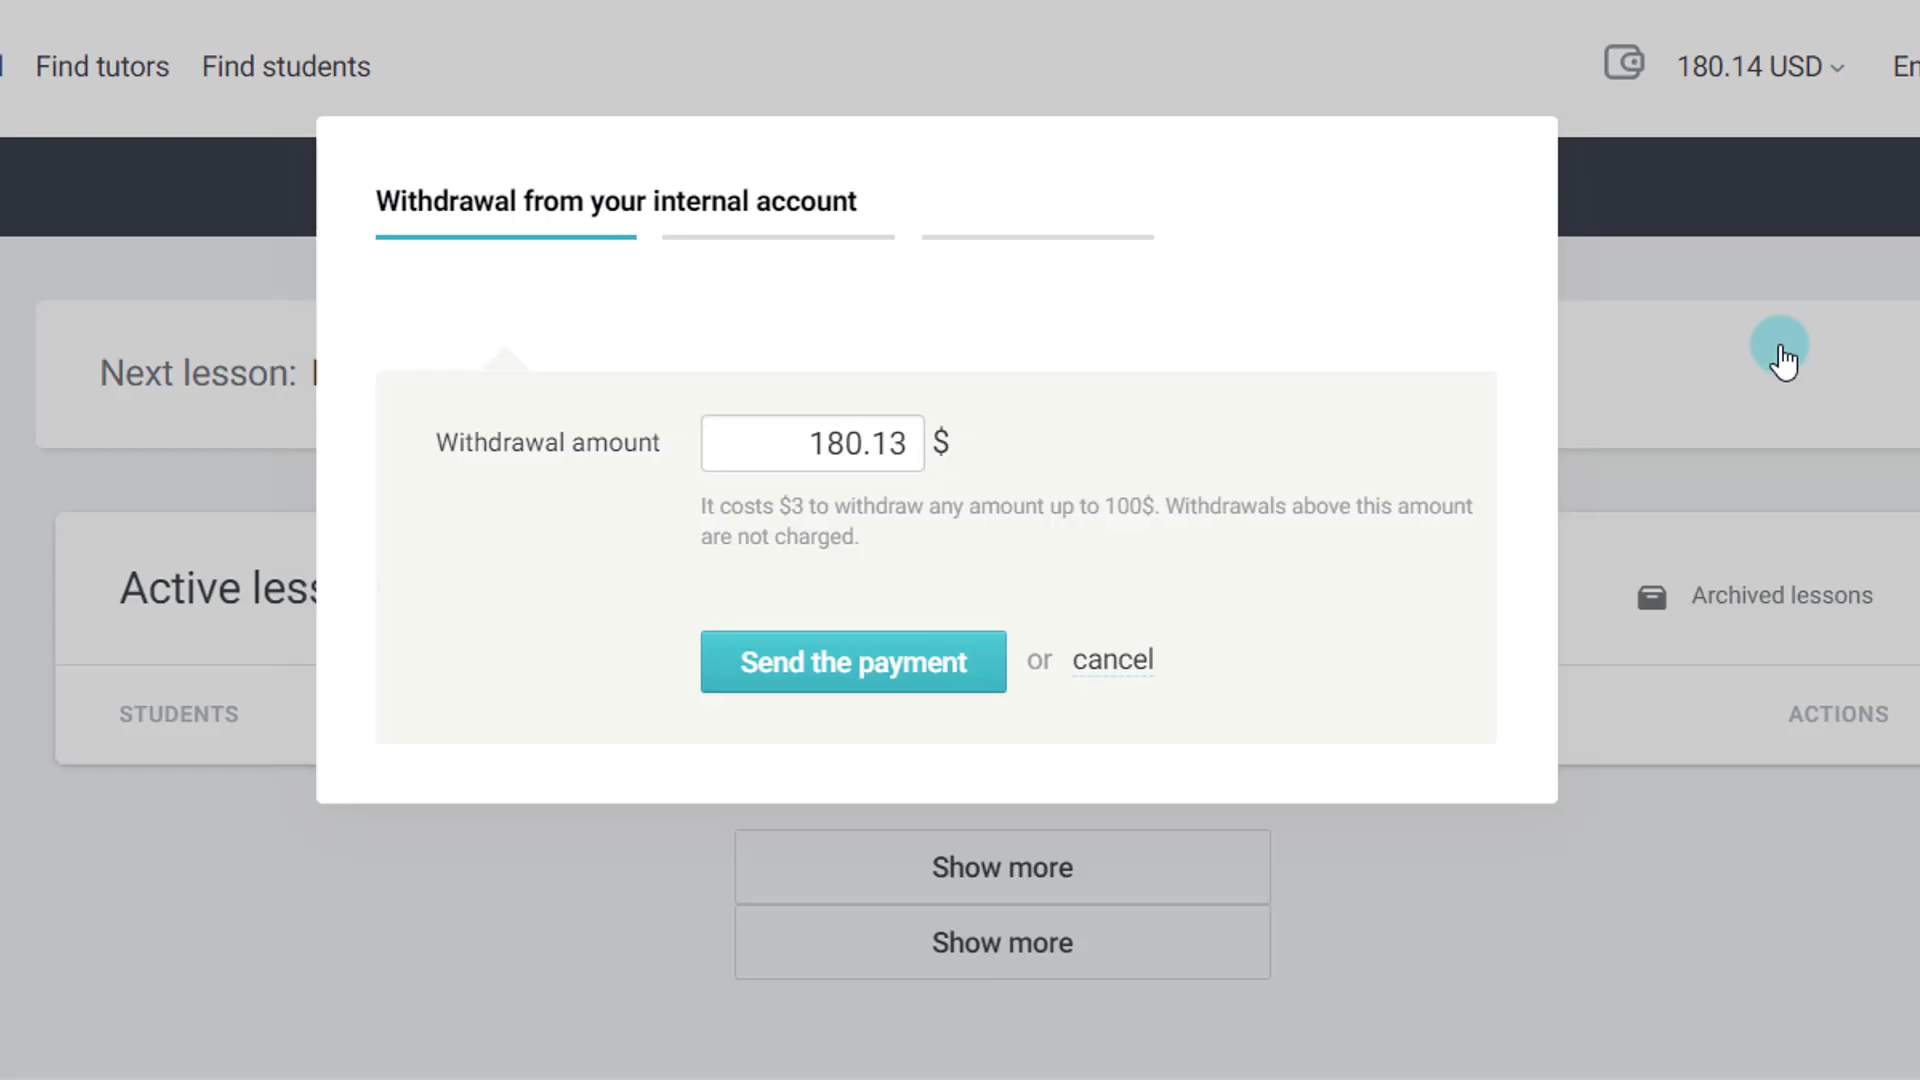 Find tutors Find students 180.14 USD En
Withdrawal from your internal account
Next lesson:
Withdrawal amount 180.13 $
It costs $3 to withdraw any amount up to 100$. Withdrawals above this amount
are not charged.
Active less
Archived lessons
Send the payment or cancel
STUDENTS ACTIONS
Show more
Show more